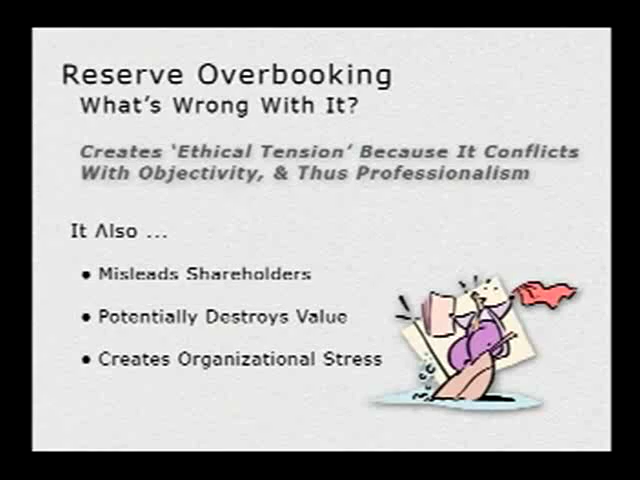 Reserve Overbooking
What's Wrong With It?
Creates 'Ethical Tension' Because It Conflicts
With Objectivity, & Thus Professionalism
It Also ...
• Misleads Shareholders
• Potentially Destroys Value
• Creates Organizational Stress